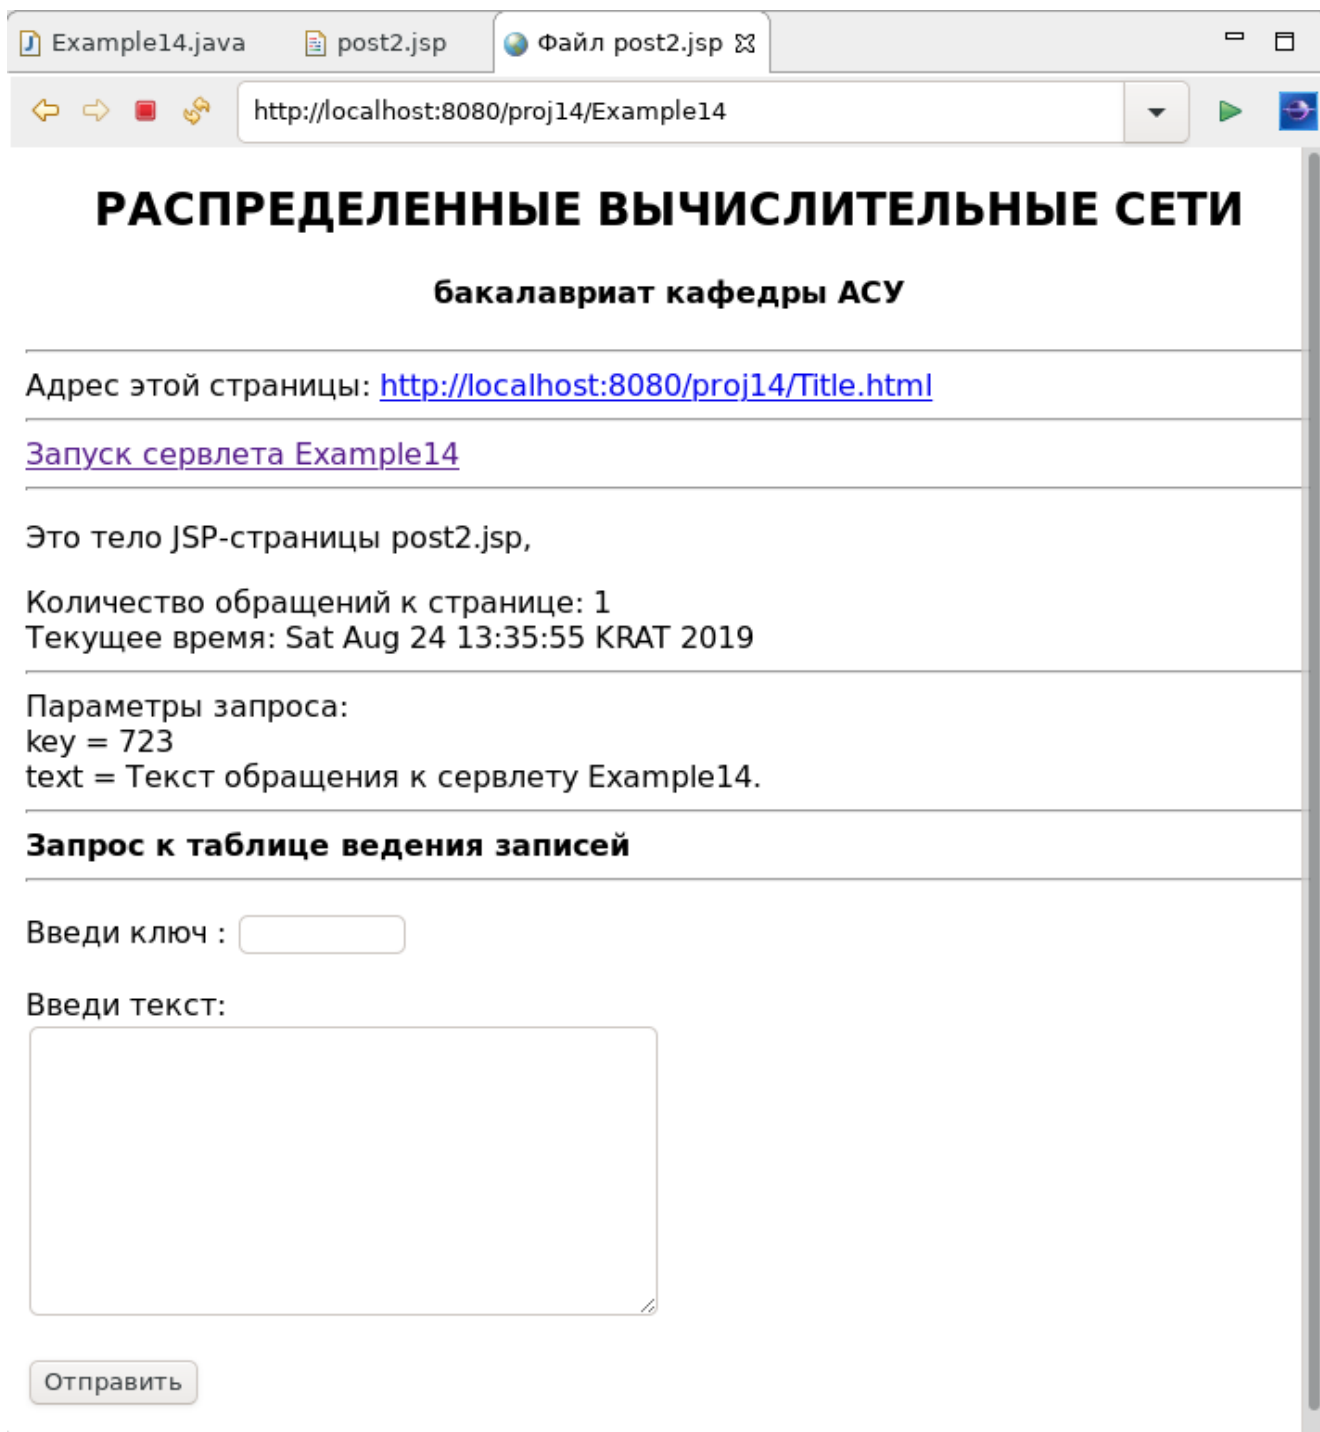 Example14.java post2.jsp Файл post2.jsp
http://localhost:8080/proj14/Example14
РАСПРЕДЕЛЕННЫЕ ВЫЧИСЛИТЕЛЬНЫЕ СЕТИ
бакалавриат кафедры АСУ
Адрес этой страницы: http://localhost:8080/proj14/Title.html
Запуск сервлета Example14
Это тело JSP-страницы post2.jsp,
Количество обращений к странице: 1
Текущее время: Sat Aug 24 13:35:55 KRAT 2019
Параметры запроса:
key = 723
text = Текст обращения к сервлету Example14.
Запрос к таблице ведения записей
Введи ключ :
Введи текст:
Отправить